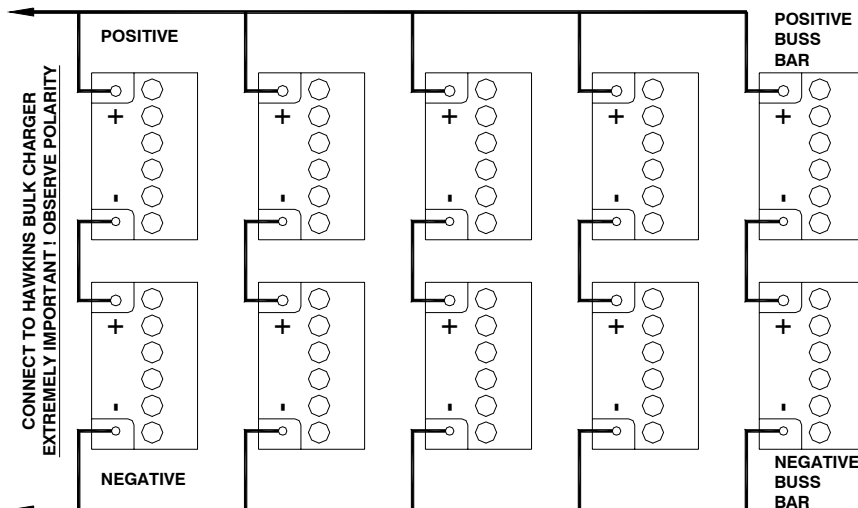 POSITIVE
POSITIVE
BUSS
BAR
CONNECT TO HAWKINS BULK CHARGER
EXTREMELY IMPORTANT ! OBSERVE POLARITY
+ + + + +
- - - - -
+ + + + +
- - - - -
NEGATIVE
NEGATIVE
BUSS
BAR